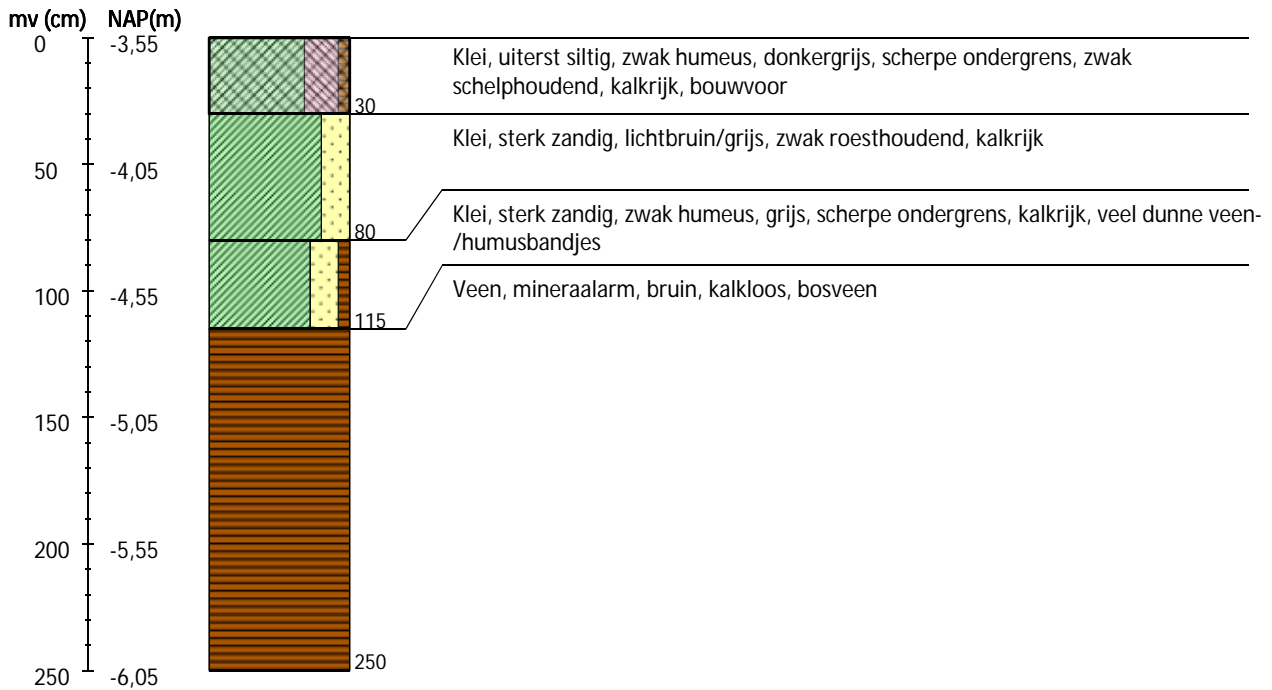 mv (cm) NAP(m)
0 -3,55
Klei, uiterst siltig, zwak humeus, donkergrijs, scherpe ondergrens, zwak
schelphoudend, kalkrijk, bouwvoor
30
Klei, sterk zandig, lichtbruin/grijs, zwak roesthoudend, kalkrijk
50 -4,05
Klei, sterk zandig, zwak humeus, grijs, scherpe ondergrens, kalkrijk, veel dunne veen-
/humusbandjes
80
100 -4,55
Veen, mineraalarm, bruin, kalkloos, bosveen
115
150 -5,05
200 -5,55
250
250 -6,05